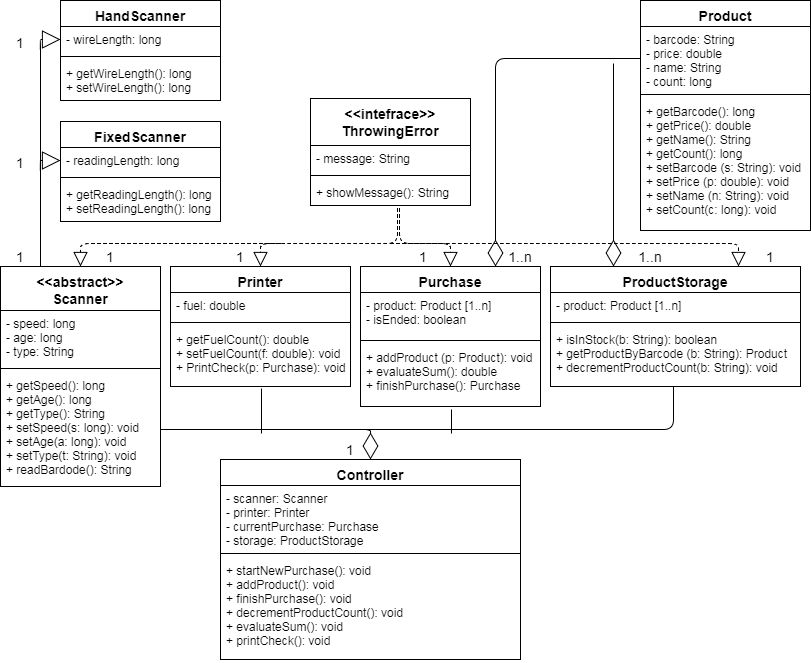 HandScanner
- wireLength: long
+ getWireLength(): long
+ setWireLength(): long
1
FixedScanner
- readingLength: long
+ getReadingLength(): long
+ setReadingLength(): long
1
<<intefrace>>
ThrowingError
- message: String
+ showMessage(): String
Product
- barcode: String
- price: double
- name: String
- count: long
+ getBarcode(): long
+ getPrice(): double
+ getName(): String
+ getCount(): long
+ setBarcode (s: String): void
+ setPrice (p: double): void
+ setName (n: String): void
+ setCount(c: long): void
1
1
1
1
1..n
1..n
1
<<abstract>>
Scanner
- speed: long
- age: long
- type: String
+ getSpeed(): long
+ getAge(): long
+ getType(): String
+ setSpeed(s: long): void
+ setAge(a: long): void
+ setType(t: String): void
+ readBardode(): String
Printer
- fuel: double
+ getFuelCount(): double
+ setFuelCount(f: double): void
+ PrintCheck(p: Purchase): void
Purchase
- product: Product [1..n]
- isEnded: boolean
+ addProduct (p: Product): void
+ evaluateSum(): double
+ finishPurchase(): Purchase
ProductStorage
- product: Product [1..n]
+ isInStock(b: String): boolean
+ getProductByBarcode (b: String): Product
+ decrementProductCount(b: String): void
1
Controller
- scanner: Scanner
- printer: Printer
- currentPurchase: Purchase
- storage: ProductStorage
+ startNewPurchase(): void
+ addProduct(): void
+ finishPurchase(): void
+ decrementProductCount(): void
+ evaluateSum(): void
+ printCheck(): void